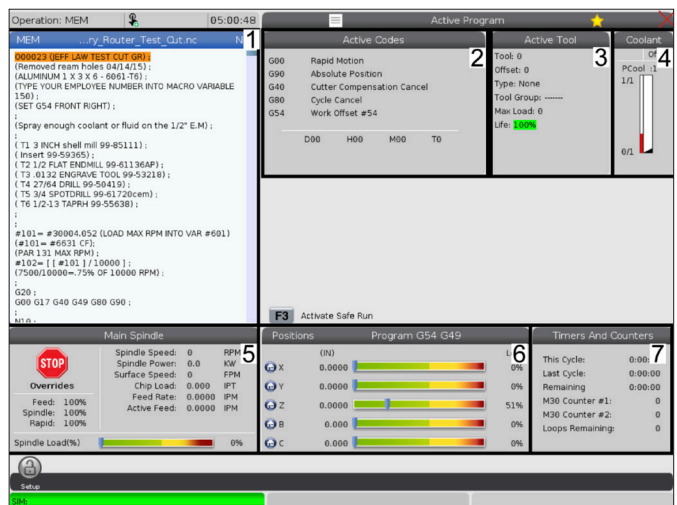 Operation: MEM
05:00:48
Active Program
MEM ...ry_Router_Test_Cut.nc N 1
O00023 (JEFF LAW TEST CUT GR) ;
(Removed ream holes 04/14/15) ;
(ALUMINUM 1 X 3 X 6 - 6061-T6) ;
(TYPE YOUR EMPLOYEE NUMBER INTO MACRO VARIABLE
150) ;
(SET G54 FRONT RIGHT) ;
;
(Spray enough coolant or fluid on the 1/2" E.M) ;
;
( T1 3 INCH shell mill 99-85111) ;
( Insert 99-59365) ;
( T2 1/2 FLAT ENDMILL 99-61136AP) ;
( T3 .0132 ENGRAVE TOOL 99-53218) ;
( T4 27/64 DRILL 99-50419) ;
( T5 3/4 SPOTDRILL 99-61720cem) ;
( T6 1/2-13 TAPRH 99-55638) ;
;
;
#101= #30004.052 (LOAD MAX RPM INTO VAR #601)
(#101= #6631 CF);
(PAR 131 MAX RPM) ;
#102= [ [ #101 ] / 10000 ] ;
(7500/10000=.75% OF 10000 RPM) ;
;
G20 ;
G00 G17 G40 G49 G80 G90 ;
;
N10 ;
Active Codes
2
G00 Rapid Motion
G90 Absolute Position
G40 Cutter Compensation Cancel
G80 Cycle Cancel
G54 Work Offset #54
D00 H00 M00 T0
Active Tool
3
Tool: 0
Offset: 0
Type: None
Tool Group: -------
Max Load: 0
Life: 100%
Coolant
4
PCool :1
1/1
0/1
F3 Activate Safe Run
Main Spindle
5
STOP
Overrides
Feed: 100%
Spindle: 100%
Rapid: 100%
Spindle Speed: 0 RPM
Spindle Power: 0.0 KW
Surface Speed: 0 FPM
Chip Load: 0.000 IPT
Feed Rate: 0.0000 IPM
Active Feed: 0.0000 IPM
Spindle Load(%) 0%
Positions Program G54 G49
6
(IN)
X 0.0000 0%
Y 0.0000 0%
Z 0.0000 51%
B 0.000 0%
C 0.000 0%
Timers And Counters
7
This Cycle: 0:00:
Last Cycle: 0:00:00
Remaining 0:00:00
M30 Counter #1: 0
M30 Counter #2: 0
Loops Remaining: 0
Setup
SIM: